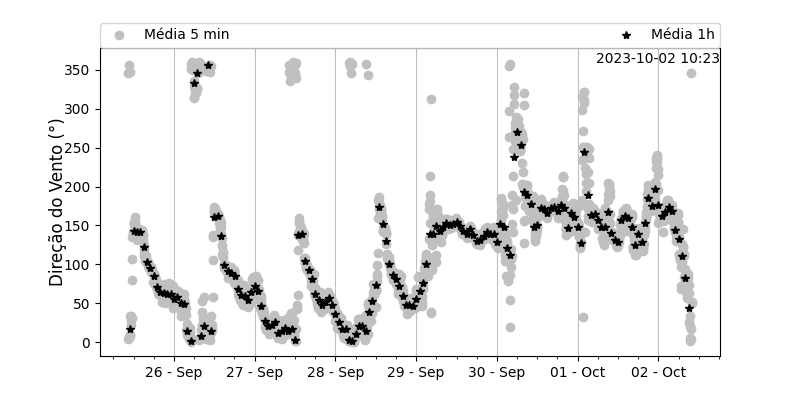 Média 5 min
Média 1h
2023-10-02 10:23
Direção do Vento (°)
350
300
250
200
150
100
50
0
26 - Sep
27 - Sep
28 - Sep
29 - Sep
30 - Sep
01 - Oct
02 - Oct